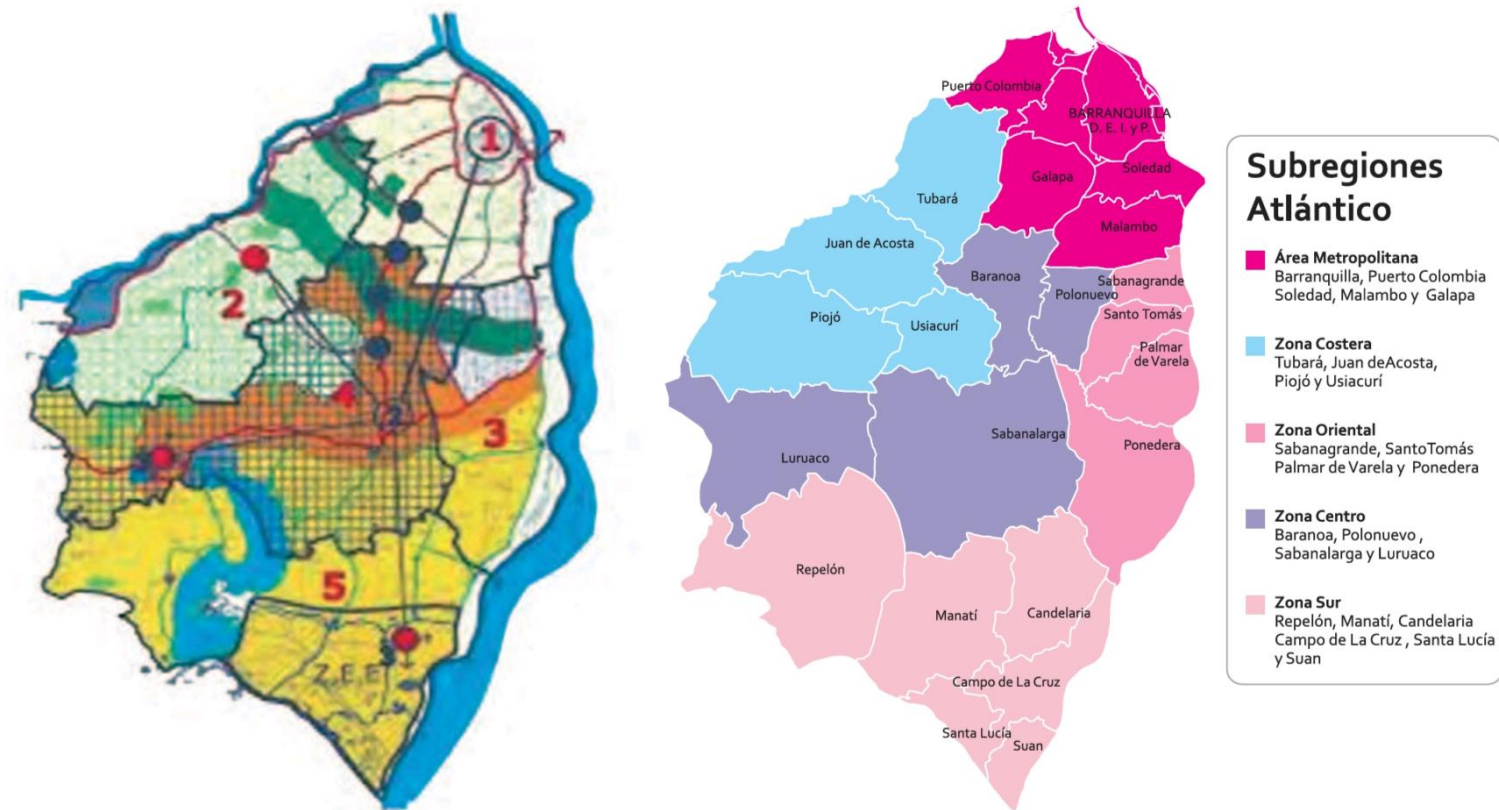 1
2
4
2
3
5
3
Z.E.E
Puerto Colombia
BARRANQUILLA
D. E. I. y P.
Soledad
Galapa
Tubará
Malambo
Juan de Acosta
Baranoa
Sabanagrande
Polonuevo
Santo Tomás
Piojó
Usiacurí
Palmar
de Varela
Sabanalarga
Ponedera
Luruaco
Repelón
Manatí
Candelaria
Campo de La Cruz
Santa Lucía
Suan
Subregiones
Atlántico
Área Metropolitana
Barranquilla, Puerto Colombia
Soledad, Malambo y Galapa
Zona Costera
Tubará, Juan deAcosta,
Piojó y Usiacurí
Zona Oriental
Sabanagrande, SantoTomás
Palmar de Varela y Ponedera
Zona Centro
Baranoa, Polonuevo ,
Sabanalarga y Luruaco
Zona Sur
Repelón, Manatí, Candelaria
Campo de La Cruz , Santa Lucía
y Suan